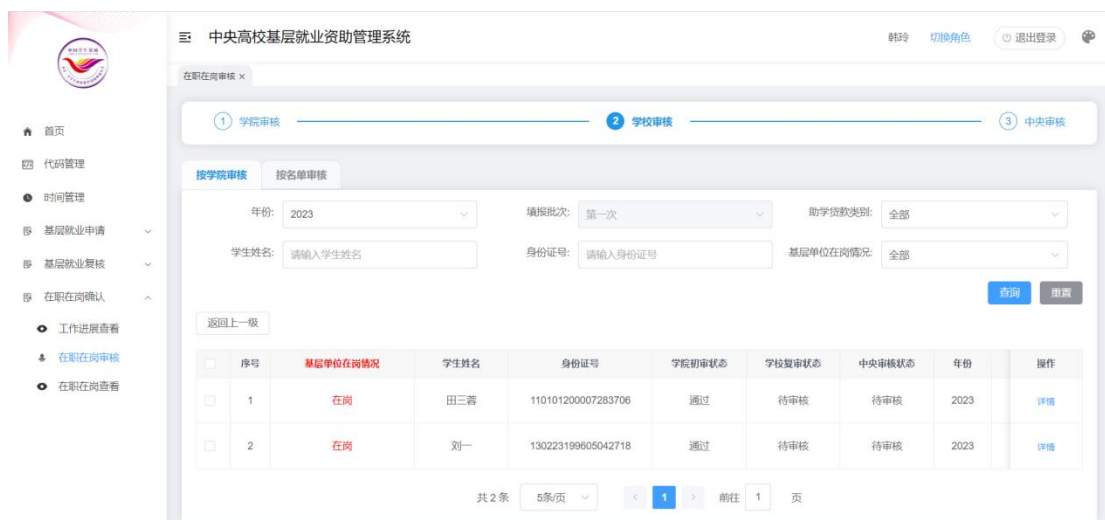 中央高校基层就业资助管理系统
韩玲 切换角色 退出登录
在职在岗审核 ×
首页
代码管理
时间管理
基层就业申请
基层就业复核
在职在岗确认
工作进展查看
在职在岗审核
在职在岗查看
1 学院审核 2 学校审核 3 中央审核
按学院审核 按名单审核
年份: 2023 填报批次: 第一次 助学贷款类别: 全部
学生姓名: 请输入学生姓名 身份证号: 请输入身份证号 基层单位在岗情况: 全部
查询 重置
返回上一级
序号 基层单位在岗情况 学生姓名 身份证号 学院初审状态 学校复审状态 中央审核状态 年份 操作
1 在岗 田三蓉 110101200007283706 通过 待审核 待审核 2023 详情
2 在岗 刘一 130223199605042718 通过 待审核 待审核 2023 详情
共 2 条 5条/页 < 1 > 前往 1 页